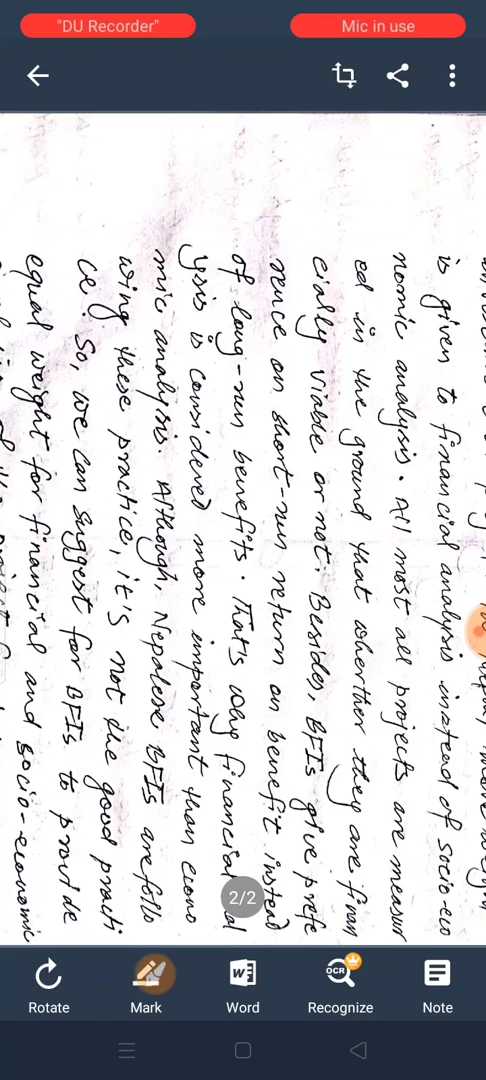 "DU Recorder"
Mic in use
is given to financial analysis instead of socio-eco
nomic analysis. All most all projects are measur
ed in the ground that wherther they are finan
cially viable or not. Besides, BFIs give prefe
rence on short-run return on benefit instead
of long-run benefits. That's why financial al
ysis is considered more important than econo
mic analysis. Although, Nepalese BFIs are follo
wing these practice, it's not the good practi
ce. So, we can suggest for BFIs to provide
equal weight for financial and socio-economic
2/2
Rotate
Mark
Word
OCR
Recognize
Note